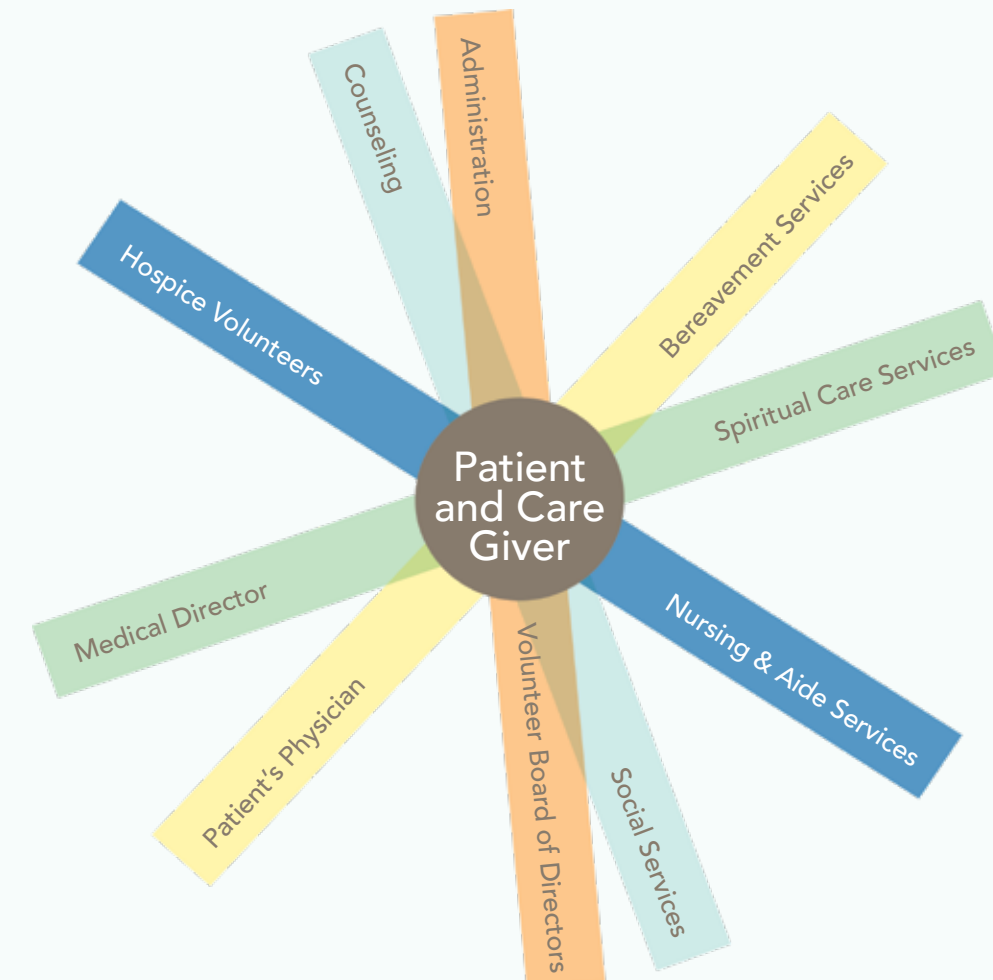 Counseling
Administration
Bereavement Services
Hospice Volunteers
Spiritual Care Services
Patient
and Care
Giver
Medical Director
Nursing & Aide Services
Patient’s Physician
Volunteer Board of Directors
Social Services